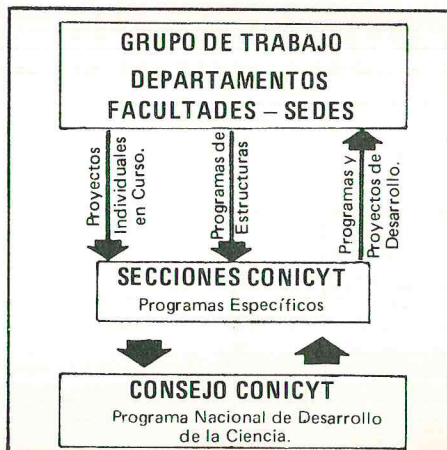 GRUPO DE TRABAJO
DEPARTAMENTOS
FACULTADES – SEDES
Proyectos
Individuales
en Curso.
Programas de
Estructuras
Programas y
Proyectos de
Desarrollo.
SECCIONES CONICYT
Programas Específicos
CONSEJO CONICYT
Programa Nacional de Desarrollo
de la Ciencia.